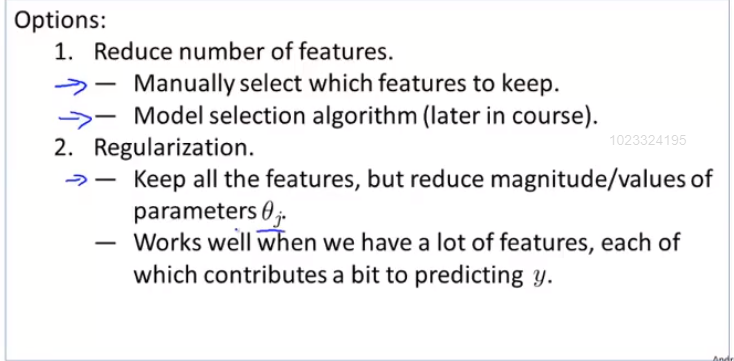 Options:
1. Reduce number of features.
— Manually select which features to keep.
— Model selection algorithm (later in course).
2. Regularization.
1023324195
— Keep all the features, but reduce magnitude/values of
parameters θⱼ.
— Works well when we have a lot of features, each of
which contributes a bit to predicting y.
Andr